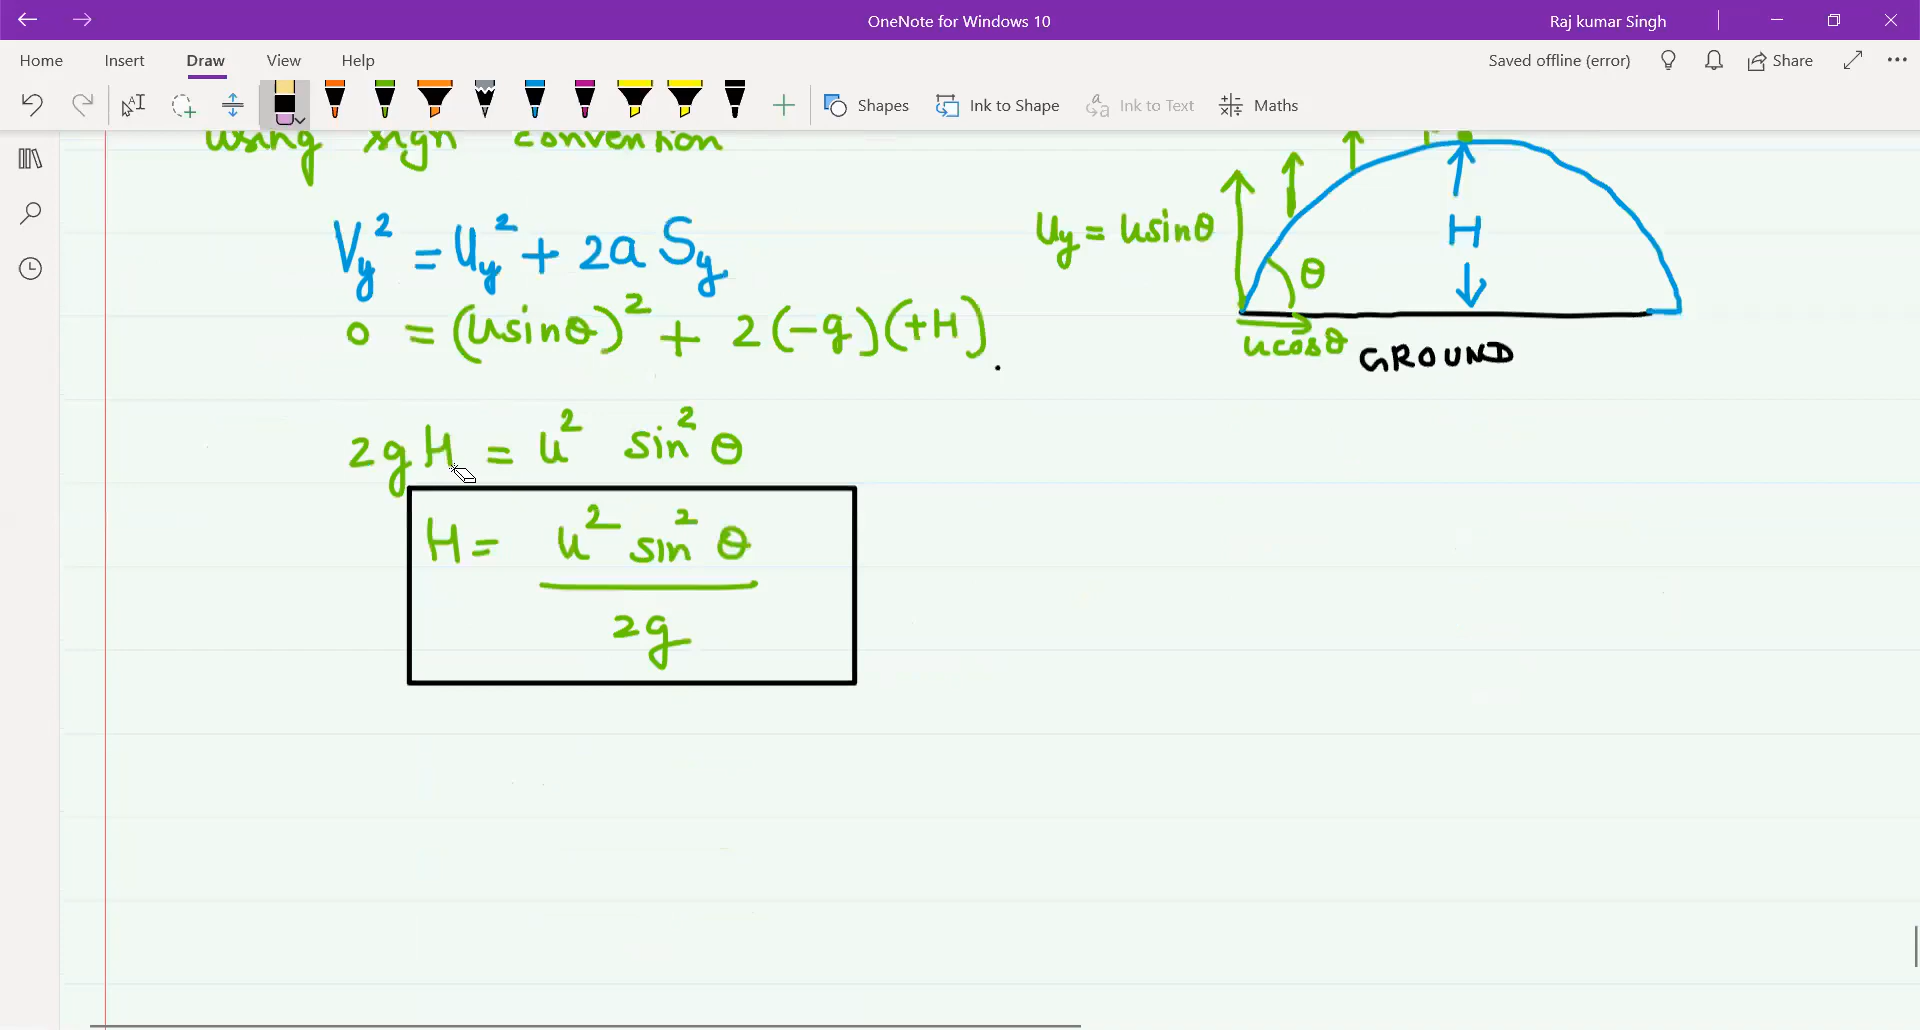 OneNote for Windows 10
Raj kumar Singh
Home Insert Draw View Help
Saved offline (error) Share
Shapes Ink to Shape Ink to Text Maths
using sign convention
Vy² = Uy² + 2a Sy
0 = (usinθ)² + 2(-g)(+H).
2gH = u² sin²θ
H = u² sin²θ
2g
Uy = usinθ
H
θ
ucosθ
GROUND